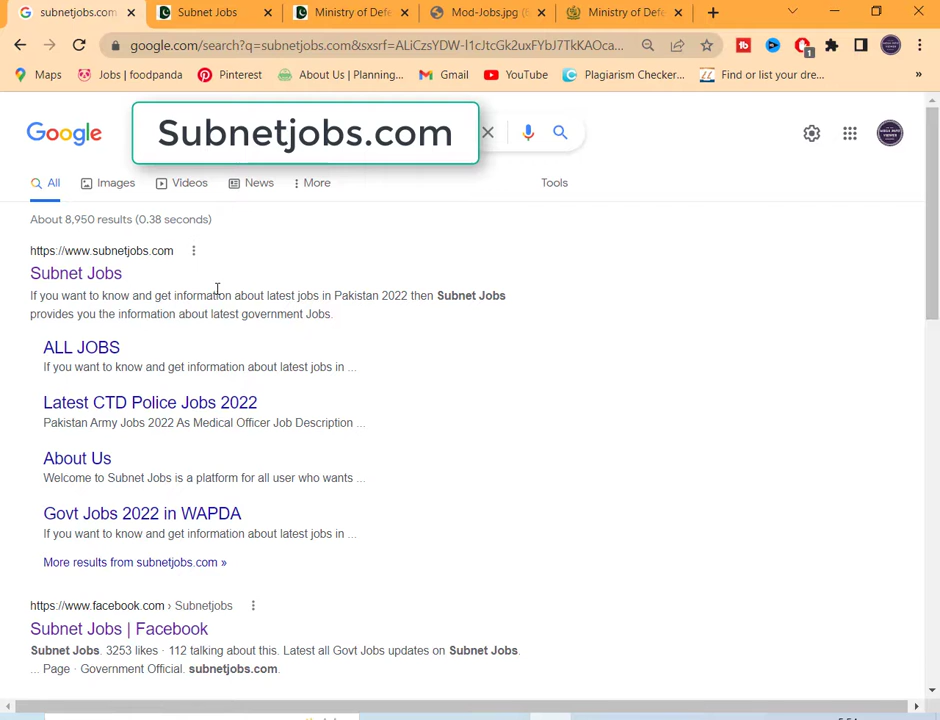 subnetjobs.com
Subnet Jobs
Ministry of Defe
Mod-Jobs.jpg (
Ministry of Defe
google.com/search?q=subnetjobs.com&sxsrf=ALiCzsYDW-I1cJtcGk2uxFYbJ7TkKAOca...
1
Maps
Jobs | foodpanda
Pinterest
About Us | Planning...
Gmail
YouTube
Plagiarism Checker...
Find or list your dre...
»
Google
Subnetjobs.com
All
Images
Videos
News
More
Tools
About 8,950 results (0.38 seconds)
https://www.subnetjobs.com
Subnet Jobs
If you want to know and get information about latest jobs in Pakistan 2022 then Subnet Jobs
provides you the information about latest government Jobs.
ALL JOBS
If you want to know and get information about latest jobs in ...
Latest CTD Police Jobs 2022
Pakistan Army Jobs 2022 As Medical Officer Job Description ...
About Us
Welcome to Subnet Jobs is a platform for all user who wants ...
Govt Jobs 2022 in WAPDA
If you want to know and get information about latest jobs in ...
More results from subnetjobs.com »
https://www.facebook.com › Subnetjobs
Subnet Jobs | Facebook
Subnet Jobs. 3253 likes · 112 talking about this. Latest all Govt Jobs updates on Subnet Jobs.
... Page · Government Official. subnetjobs.com.